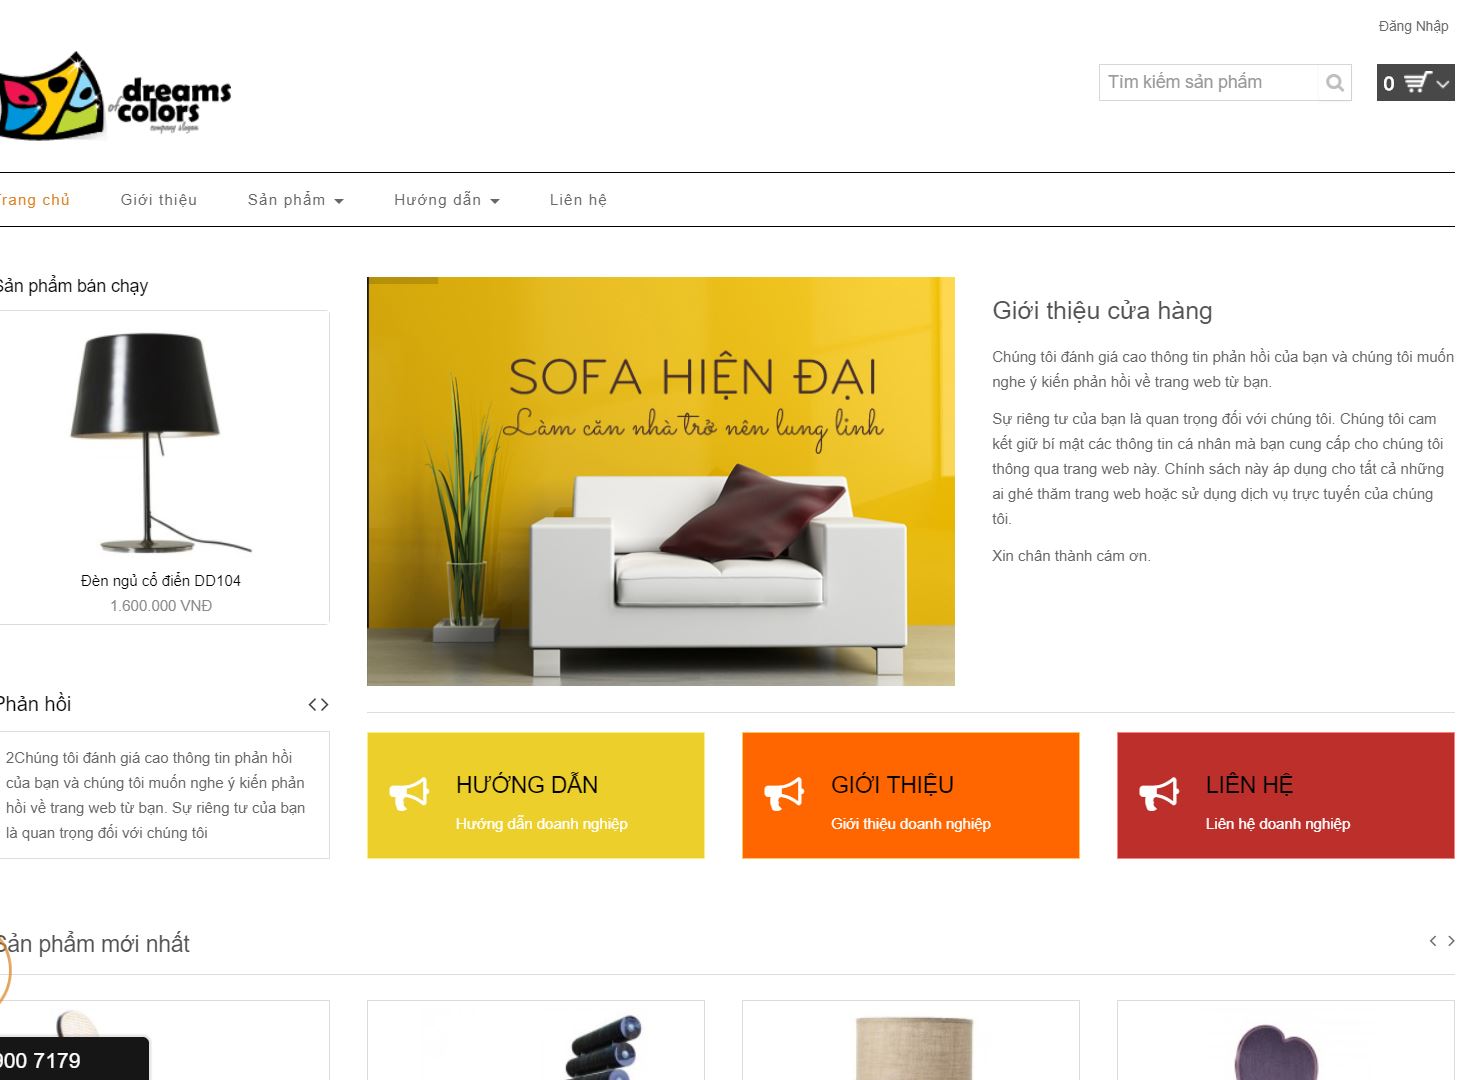 Đăng Nhập
dreams
of colors
company slogan
Tìm kiếm sản phẩm
0
Trang chủ
Giới thiệu
Sản phẩm
Hướng dẫn
Liên hệ
Sản phẩm bán chạy
Đèn ngủ cổ điển DD104
1.600.000 VNĐ
SOFA HIỆN ĐẠI
Làm căn nhà trở nên lung linh
Giới thiệu cửa hàng
Chúng tôi đánh giá cao thông tin phản hồi của bạn và chúng tôi muốn
nghe ý kiến phản hồi về trang web từ bạn.
Sự riêng tư của bạn là quan trọng đối với chúng tôi. Chúng tôi cam
kết giữ bí mật các thông tin cá nhân mà bạn cung cấp cho chúng tôi
thông qua trang web này. Chính sách này áp dụng cho tất cả những
ai ghé thăm trang web hoặc sử dụng dịch vụ trực tuyến của chúng
tôi.
Xin chân thành cám ơn.
Phản hồi
2Chúng tôi đánh giá cao thông tin phản hồi
của bạn và chúng tôi muốn nghe ý kiến phản
hồi về trang web từ bạn. Sự riêng tư của bạn
là quan trọng đối với chúng tôi
HƯỚNG DẪN
Hướng dẫn doanh nghiệp
GIỚI THIỆU
Giới thiệu doanh nghiệp
LIÊN HỆ
Liên hệ doanh nghiệp
Sản phẩm mới nhất
900 7179